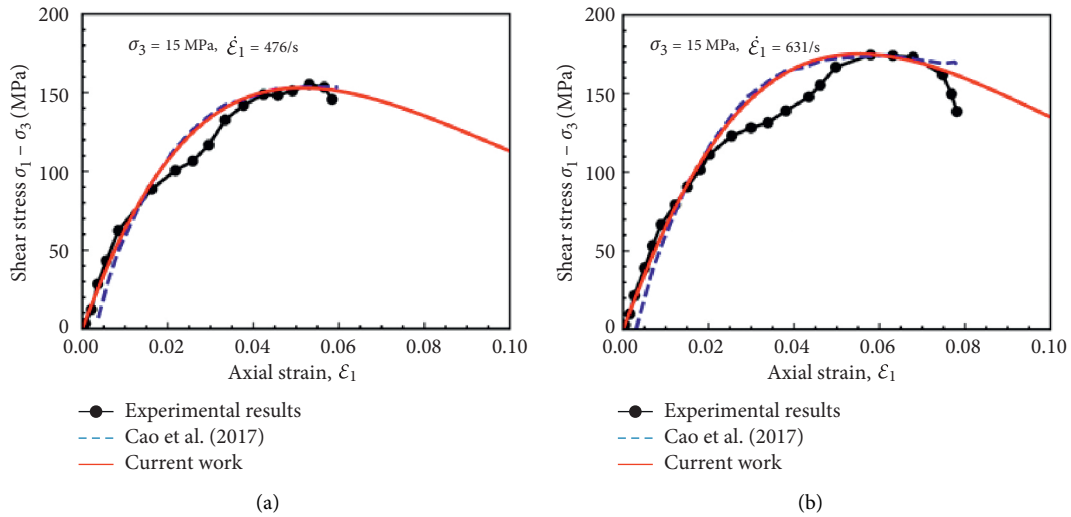 200
150
100
50
0
Shear stress σ1 – σ3 (MPa)
σ3 = 15 MPa, ε̇1 = 476/s
0.00 0.02 0.04 0.06 0.08 0.10
Axial strain, ε1
Experimental results
Cao et al. (2017)
Current work
(a)
200
150
100
50
0
Shear stress σ1 – σ3 (MPa)
σ3 = 15 MPa, ε̇1 = 631/s
0.00 0.02 0.04 0.06 0.08 0.10
Axial strain, ε1
Experimental results
Cao et al. (2017)
Current work
(b)